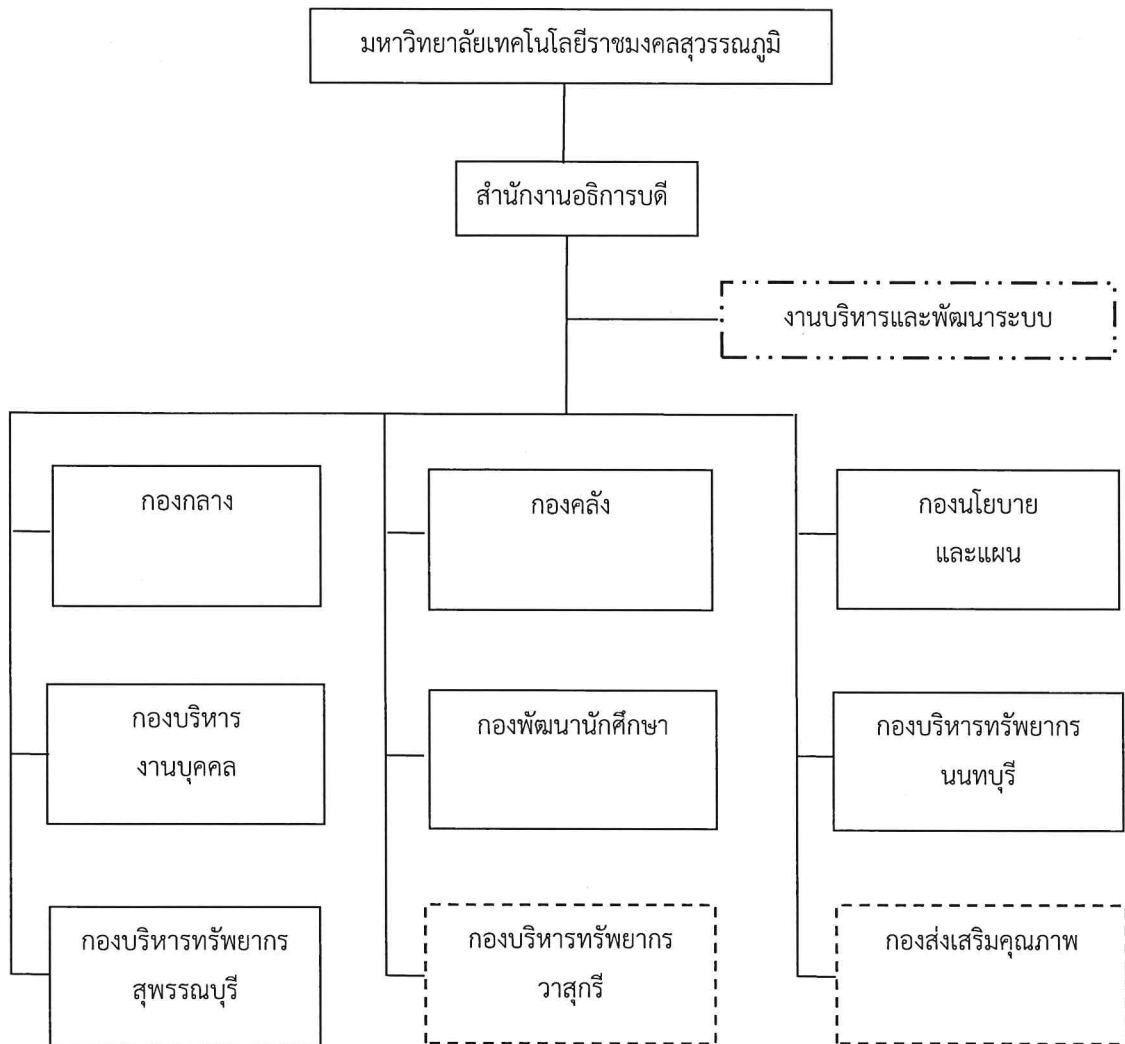 มหาวิทยาลัยเทคโนโลยีราชมงคลสุวรรณภูมิ
สำนักงานอธิการบดี
งานบริหารและพัฒนาระบบ
กองกลาง
กองคลัง
กองนโยบาย
และแผน
กองบริหาร
งานบุคคล
กองพัฒนานักศึกษา
กองบริหารทรัพยากร
นนทบุรี
กองบริหารทรัพยากร
สุพรรณบุรี
กองบริหารทรัพยากร
วาสุกรี
กองส่งเสริมคุณภาพ